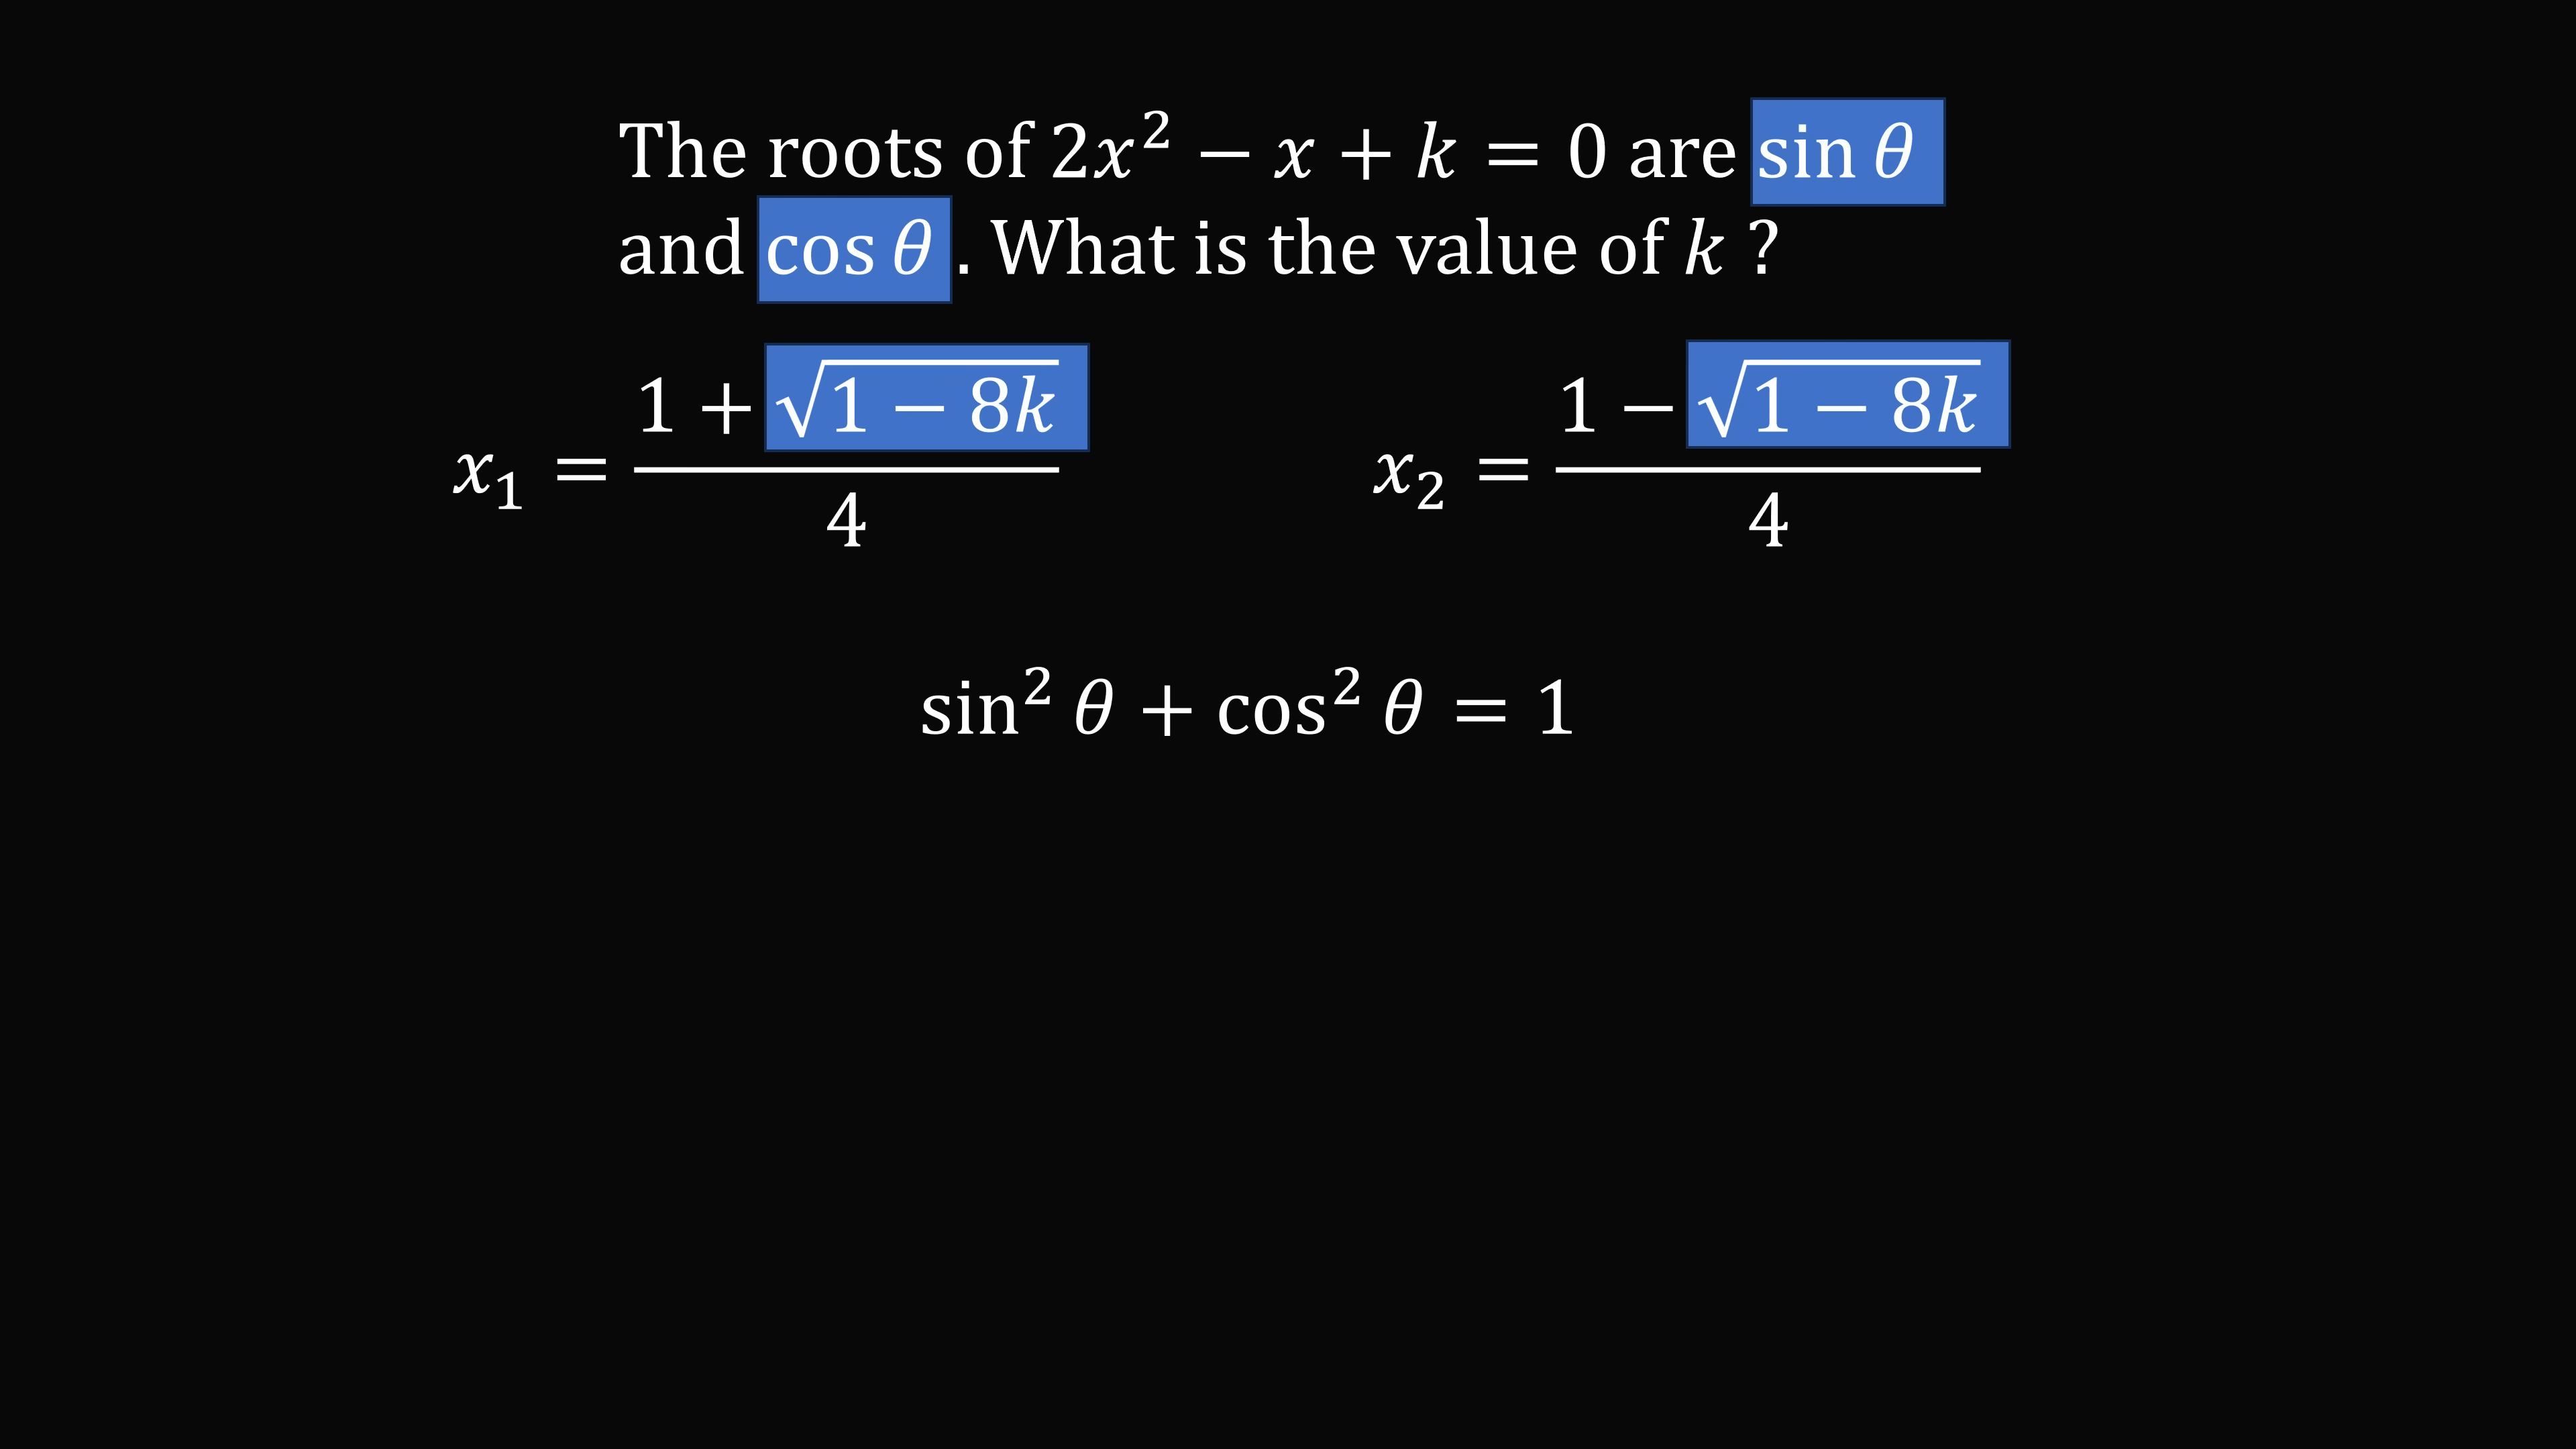 The roots of 2x² − x + k = 0 are sin θ
and cos θ . What is the value of k ?
x₁ = (1 + √(1 − 8k))/4 x₂ = (1 − √(1 − 8k))/4
sin² θ + cos² θ = 1